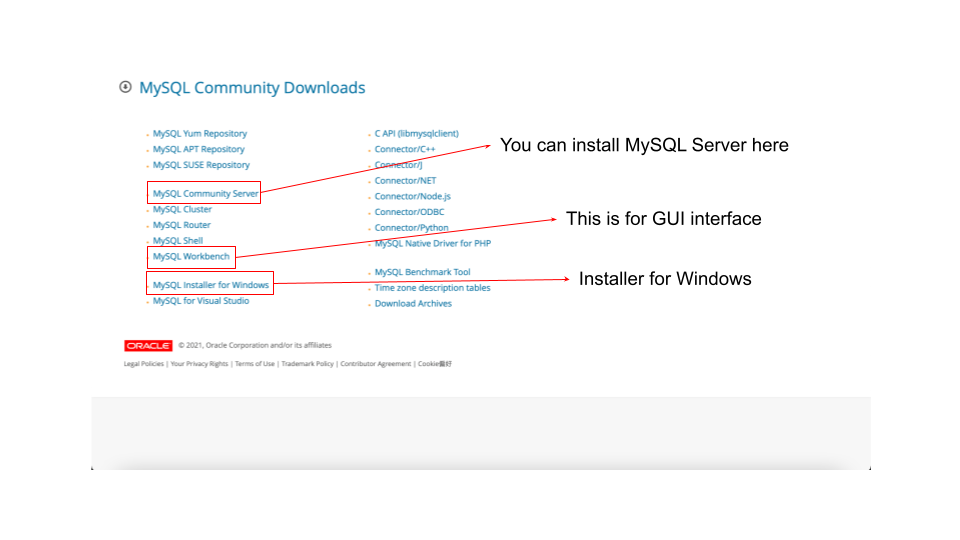 MySQL Community Downloads
MySQL Yum Repository
MySQL APT Repository
MySQL SUSE Repository
MySQL Community Server
MySQL Cluster
MySQL Router
MySQL Shell
MySQL Workbench
MySQL Installer for Windows
MySQL for Visual Studio
C API (libmysqlclient)
Connector/C++
Connector/J
Connector/NET
Connector/Node.js
Connector/ODBC
Connector/Python
MySQL Native Driver for PHP
MySQL Benchmark Tool
Time zone description tables
Download Archives
You can install MySQL Server here
This is for GUI interface
Installer for Windows
ORACLE © 2021, Oracle Corporation and/or its affiliates
Legal Policies | Your Privacy Rights | Terms of Use | Trademark Policy | Contributor Agreement | Cookie偏好